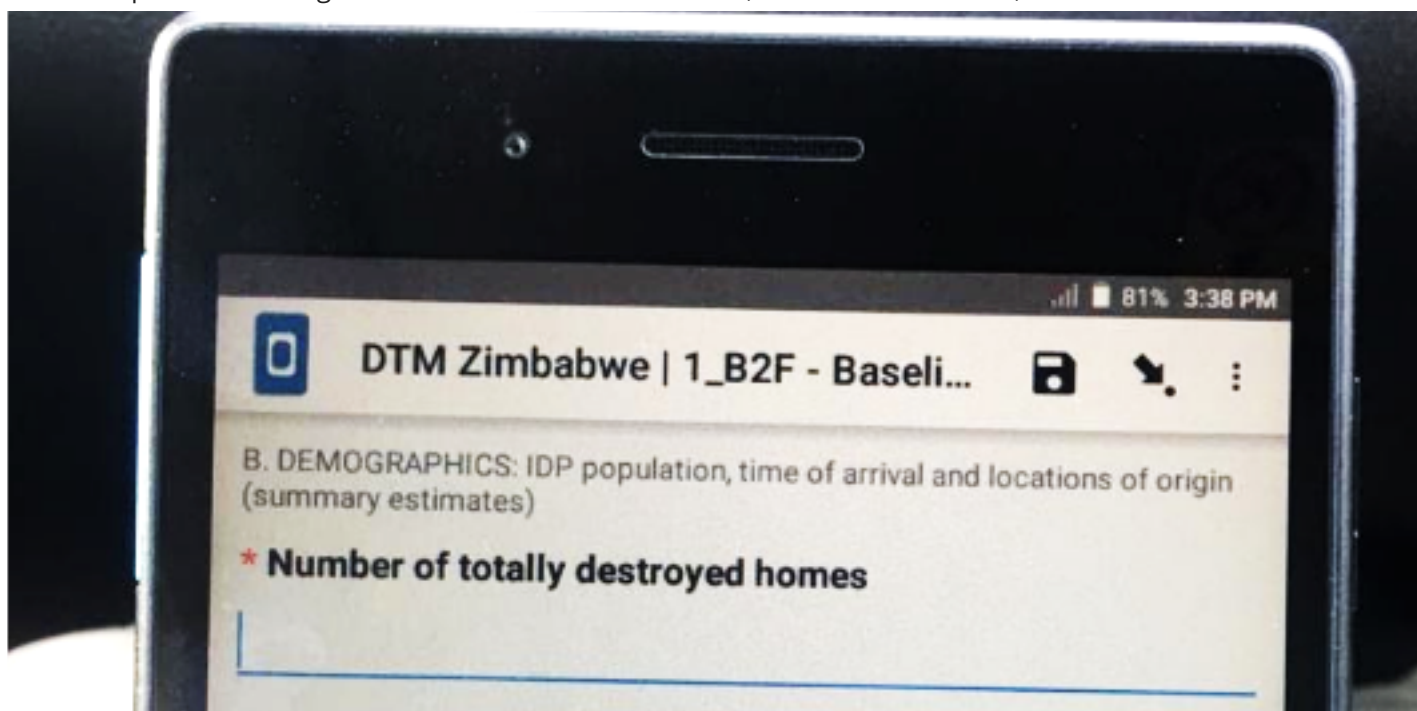 81% 3:38 PM
DTM Zimbabwe | 1_B2F - Baseli...
B. DEMOGRAPHICS: IDP population, time of arrival and locations of origin
(summary estimates)
* Number of totally destroyed homes